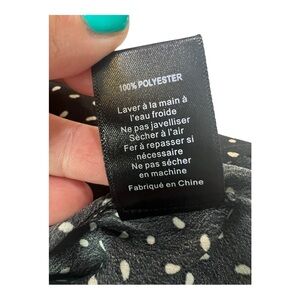 100% POLYESTER
Laver à la main à
l'eau froide
Ne pas javelliser
Sècher à l'air
Fer à repasser si
nécessaire
Ne pas sécher
en machine
Fabriqué en Chine